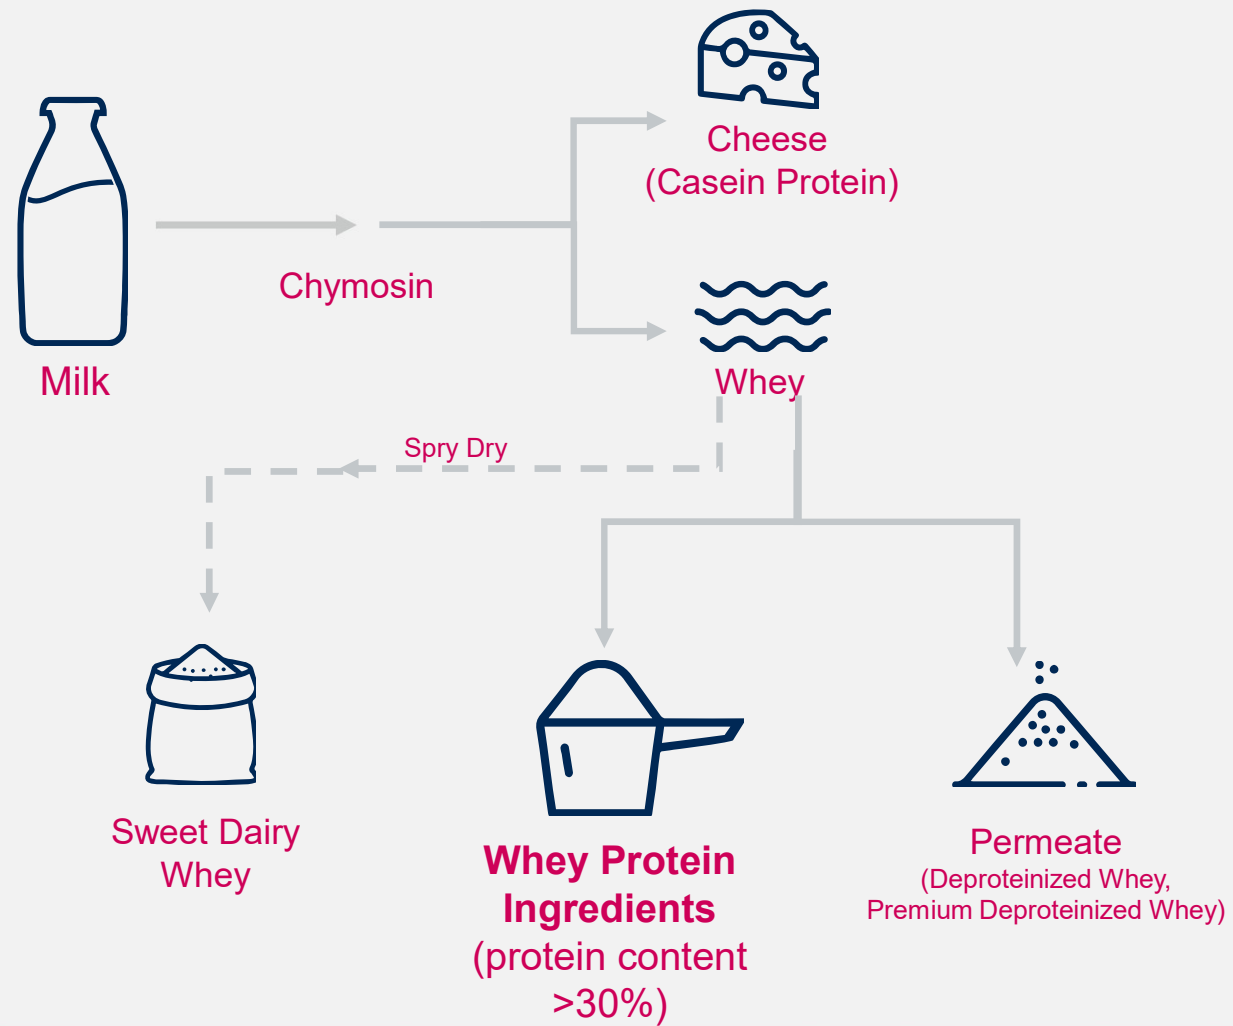 Cheese
(Casein Protein)
Chymosin
Milk
Whey
Spry Dry
Sweet Dairy
Whey
Whey Protein
Ingredients
(protein content
>30%)
Permeate
(Deproteinized Whey,
Premium Deproteinized Whey)